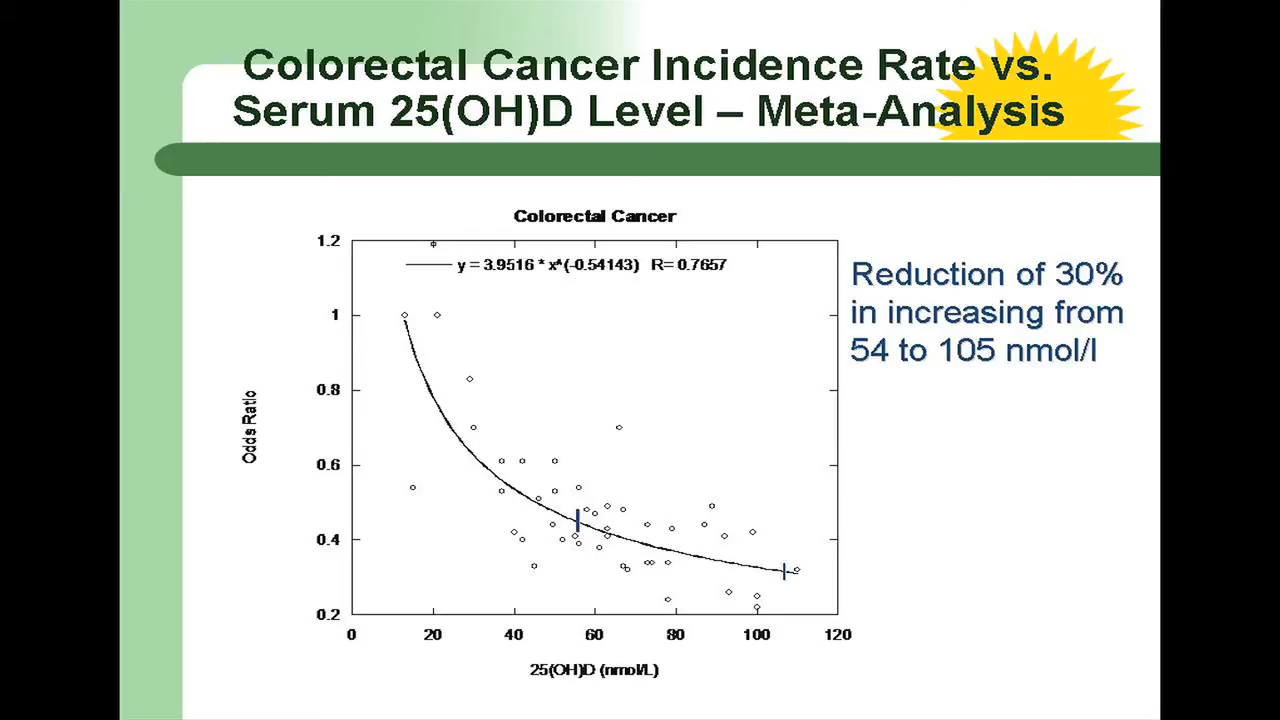 Colorectal Cancer Incidence Rate vs.
Serum 25(OH)D Level – Meta-Analysis
Colorectal Cancer
y = 3.9516 * x^(-0.54143) R= 0.7657
1.2
1
0.8
0.6
0.4
0.2
Odds Ratio
0 20 40 60 80 100 120
25(OH)D (nmol/L)
Reduction of 30%
in increasing from
54 to 105 nmol/l